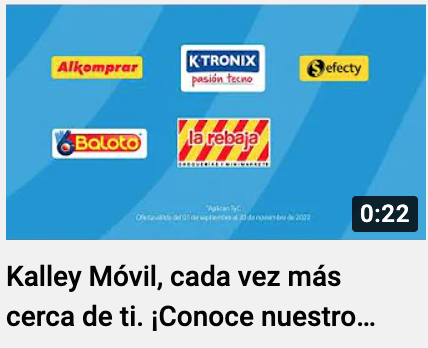 Alkomprar
K-TRONIX
pasión tecno
Sefecty
BaLoto
la rebaja
DROGUERÍAS Y MINIMARKETS
*Aplican TyC
Oferta válida del 01 de septiembre al 30 de noviembre de 2022
0:22
Kalley Móvil, cada vez más
cerca de ti. ¡Conoce nuestro...